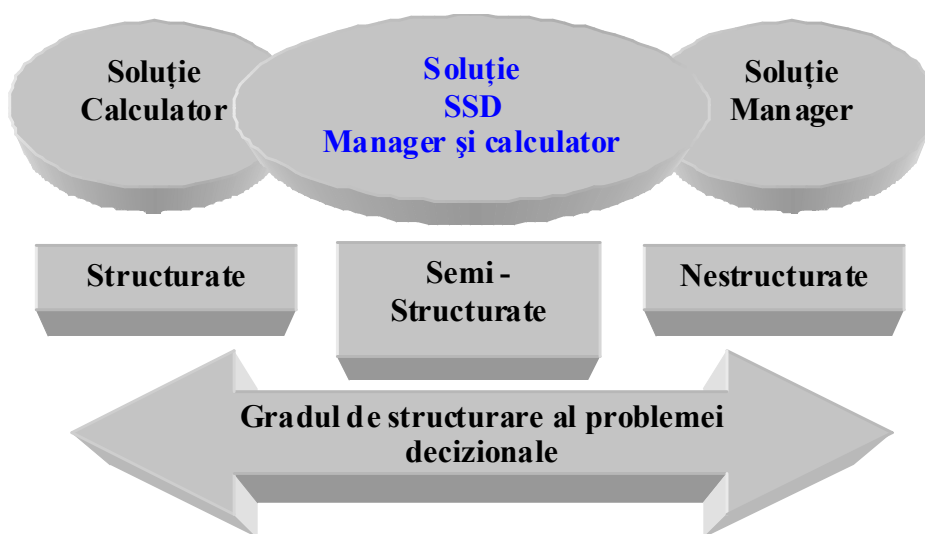 Soluție
Calculator
Soluție
SSD
Manager şi calculator
Soluție
Manager
Structurate
Semi -
Structurate
Nestructurate
Gradul de structurare al problemei
decizionale